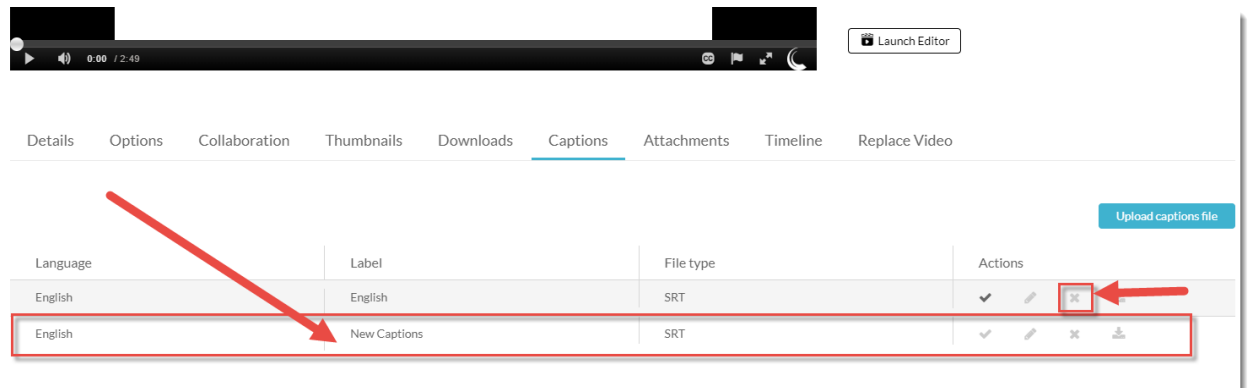 Launch Editor
0:00 / 2:49
CC
Details Options Collaboration Thumbnails Downloads Captions Attachments Timeline Replace Video
Upload captions file
Language Label File type Actions
English English SRT
English New Captions SRT